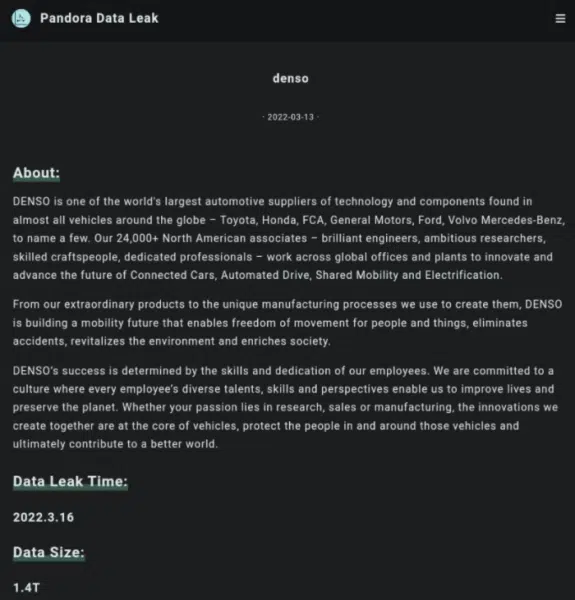 Pandora Data Leak
denso
· 2022-03-13 ·
About:
DENSO is one of the world's largest automotive suppliers of technology and components found in
almost all vehicles around the globe – Toyota, Honda, FCA, General Motors, Ford, Volvo Mercedes-Benz,
to name a few. Our 24,000+ North American associates – brilliant engineers, ambitious researchers,
skilled craftspeople, dedicated professionals – work across global offices and plants to innovate and
advance the future of Connected Cars, Automated Drive, Shared Mobility and Electrification.
From our extraordinary products to the unique manufacturing processes we use to create them, DENSO
is building a mobility future that enables freedom of movement for people and things, eliminates
accidents, revitalizes the environment and enriches society.
DENSO's success is determined by the skills and dedication of our employees. We are committed to a
culture where every employee's diverse talents, skills and perspectives enable us to improve lives and
preserve the planet. Whether your passion lies in research, sales or manufacturing, the innovations we
create together are at the core of vehicles, protect the people in and around those vehicles and
ultimately contribute to a better world.
Data Leak Time:
2022.3.16
Data Size:
1.4T